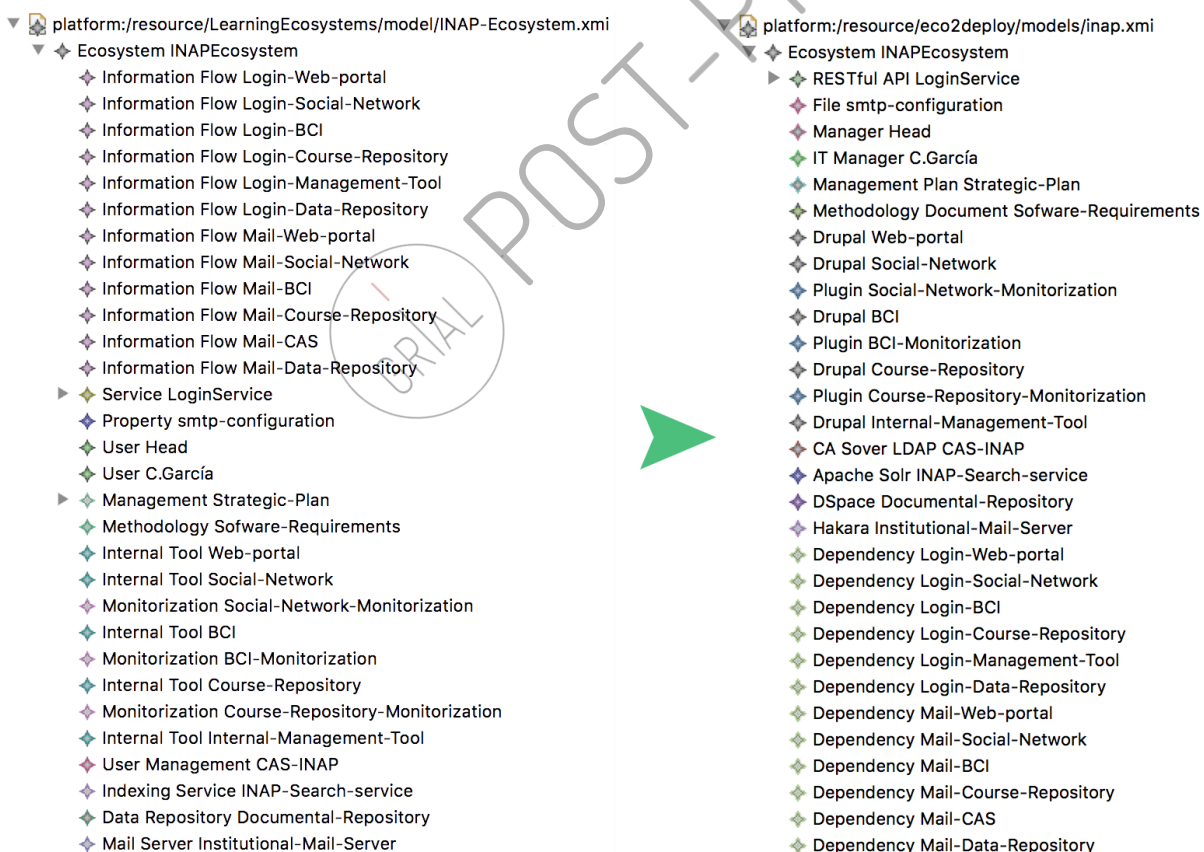 platform:/resource/LearningEcosystems/model/INAP-Ecosystem.xmi
Ecosystem INAPEcosystem
Information Flow Login-Web-portal
Information Flow Login-Social-Network
Information Flow Login-BCI
Information Flow Login-Course-Repository
Information Flow Login-Management-Tool
Information Flow Login-Data-Repository
Information Flow Mail-Web-portal
Information Flow Mail-Social-Network
Information Flow Mail-BCI
Information Flow Mail-Course-Repository
Information Flow Mail-CAS
Information Flow Mail-Data-Repository
Service LoginService
Property smtp-configuration
User Head
User C.García
Management Strategic-Plan
Methodology Sofware-Requirements
Internal Tool Web-portal
Internal Tool Social-Network
Monitorization Social-Network-Monitorization
Internal Tool BCI
Monitorization BCI-Monitorization
Internal Tool Course-Repository
Monitorization Course-Repository-Monitorization
Internal Tool Internal-Management-Tool
User Management CAS-INAP
Indexing Service INAP-Search-service
Data Repository Documental-Repository
Mail Server Institutional-Mail-Server
platform:/resource/eco2deploy/models/inap.xmi
Ecosystem INAPEcosystem
RESTful API LoginService
File smtp-configuration
Manager Head
IT Manager C.García
Management Plan Strategic-Plan
Methodology Document Sofware-Requirements
Drupal Web-portal
Drupal Social-Network
Plugin Social-Network-Monitorization
Drupal BCI
Plugin BCI-Monitorization
Drupal Course-Repository
Plugin Course-Repository-Monitorization
Drupal Internal-Management-Tool
CA Sover LDAP CAS-INAP
Apache Solr INAP-Search-service
DSpace Documental-Repository
Hakara Institutional-Mail-Server
Dependency Login-Web-portal
Dependency Login-Social-Network
Dependency Login-BCI
Dependency Login-Course-Repository
Dependency Login-Management-Tool
Dependency Login-Data-Repository
Dependency Mail-Web-portal
Dependency Mail-Social-Network
Dependency Mail-BCI
Dependency Mail-Course-Repository
Dependency Mail-CAS
Dependency Mail-Data-Repository
GRIAL
POST-